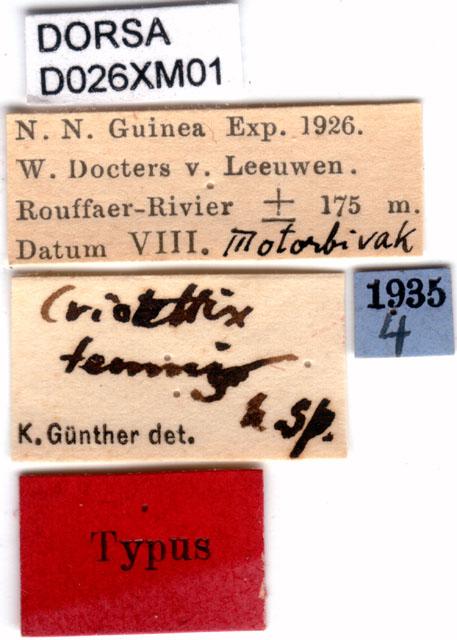 DORSA
D026XM01
N. N. Guinea Exp. 1926.
W. Docters v. Leeuwen.
Rouffaer-Rivier ± 175 m.
Datum VIII. Motorbivak
Criotettix
n. sp.
K. Günther det.
1935
4
Typus